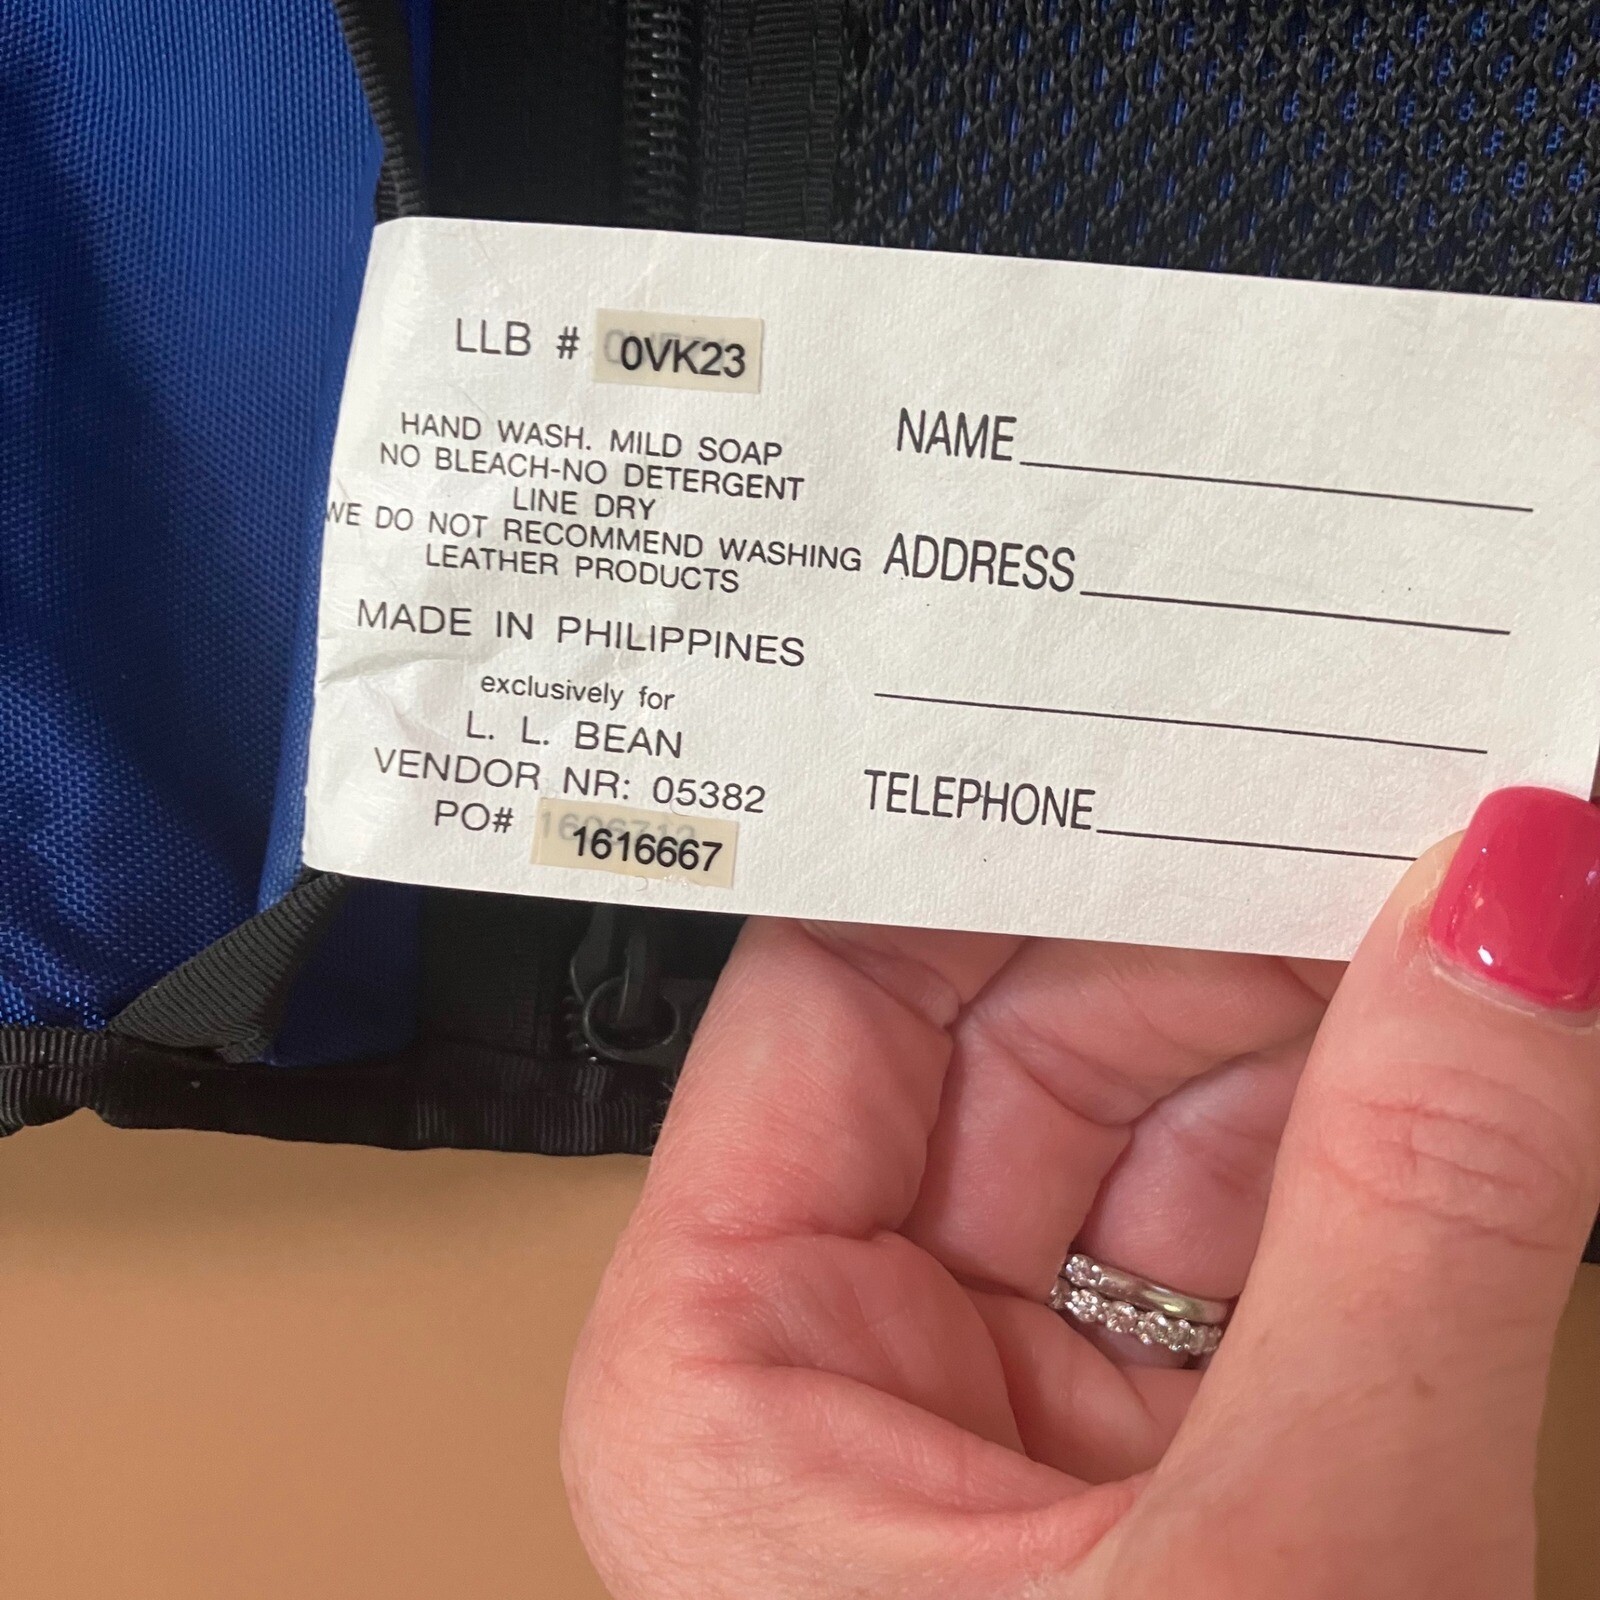 LLB # 0VK23
HAND WASH. MILD SOAP
NO BLEACH-NO DETERGENT
LINE DRY
WE DO NOT RECOMMEND WASHING
LEATHER PRODUCTS
MADE IN PHILIPPINES
exclusively for
L. L. BEAN
VENDOR NR: 05382
PO# 1616667
NAME
ADDRESS
TELEPHONE